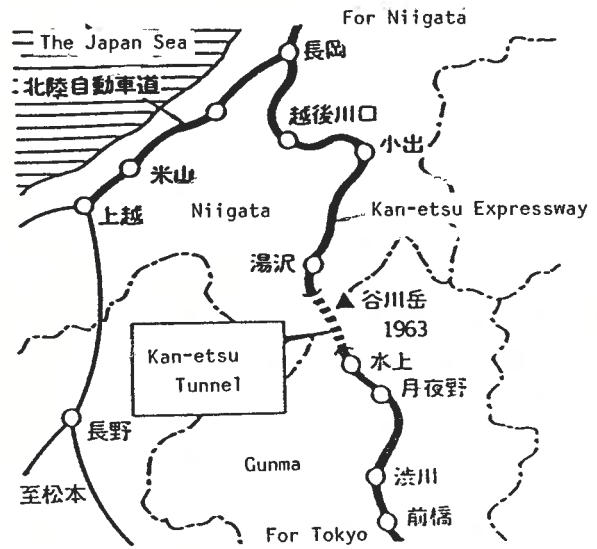 For Niigata
The Japan Sea
長岡
北陸自動車道
越後川口
小出
米山
上越
Niigata
Kan-etsu Expressway
湯沢
谷川岳
1963
Kan-etsu
Tunnel
水上
月夜野
長野
Gunma
渋川
至松本
前橋
For Tokyo